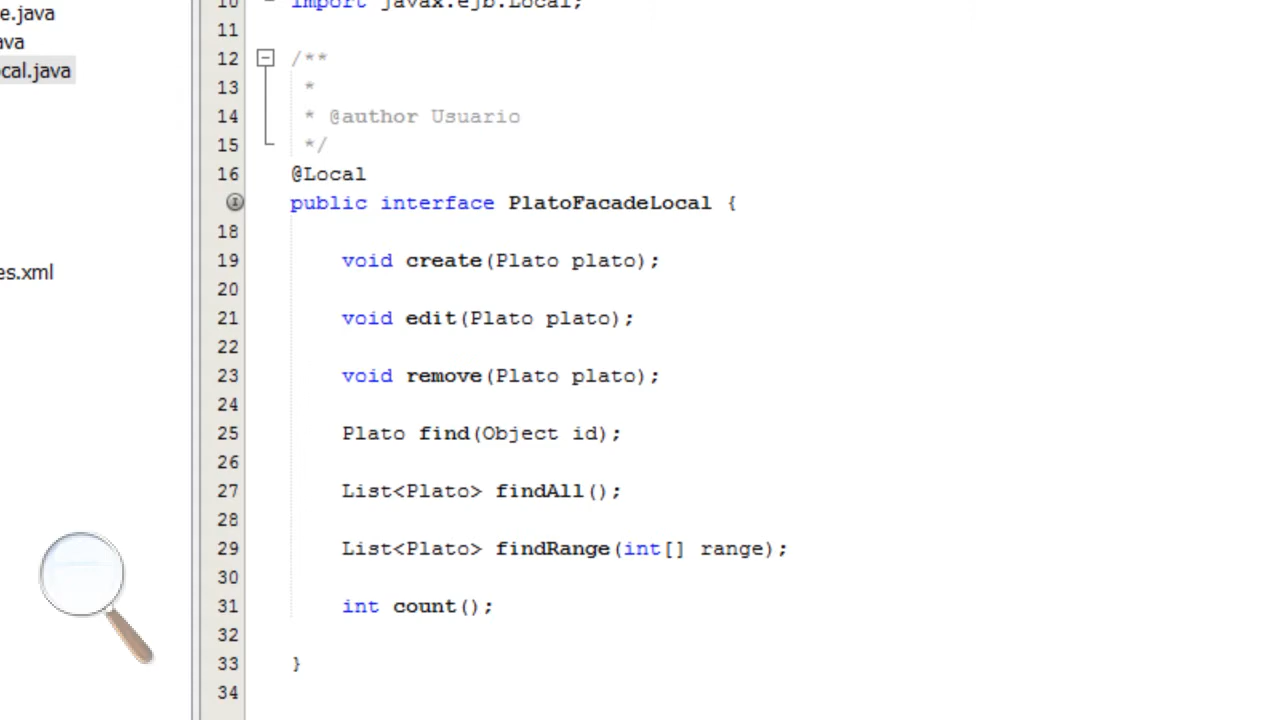 e.java
ava
cal.java
es.xml
10 import javax.ejb.Local;
11
12 /**
13 *
14 * @author Usuario
15 */
16 @Local
public interface PlatoFacadeLocal {
18
19 void create(Plato plato);
20
21 void edit(Plato plato);
22
23 void remove(Plato plato);
24
25 Plato find(Object id);
26
27 List<Plato> findAll();
28
29 List<Plato> findRange(int[] range);
30
31 int count();
32
33 }
34